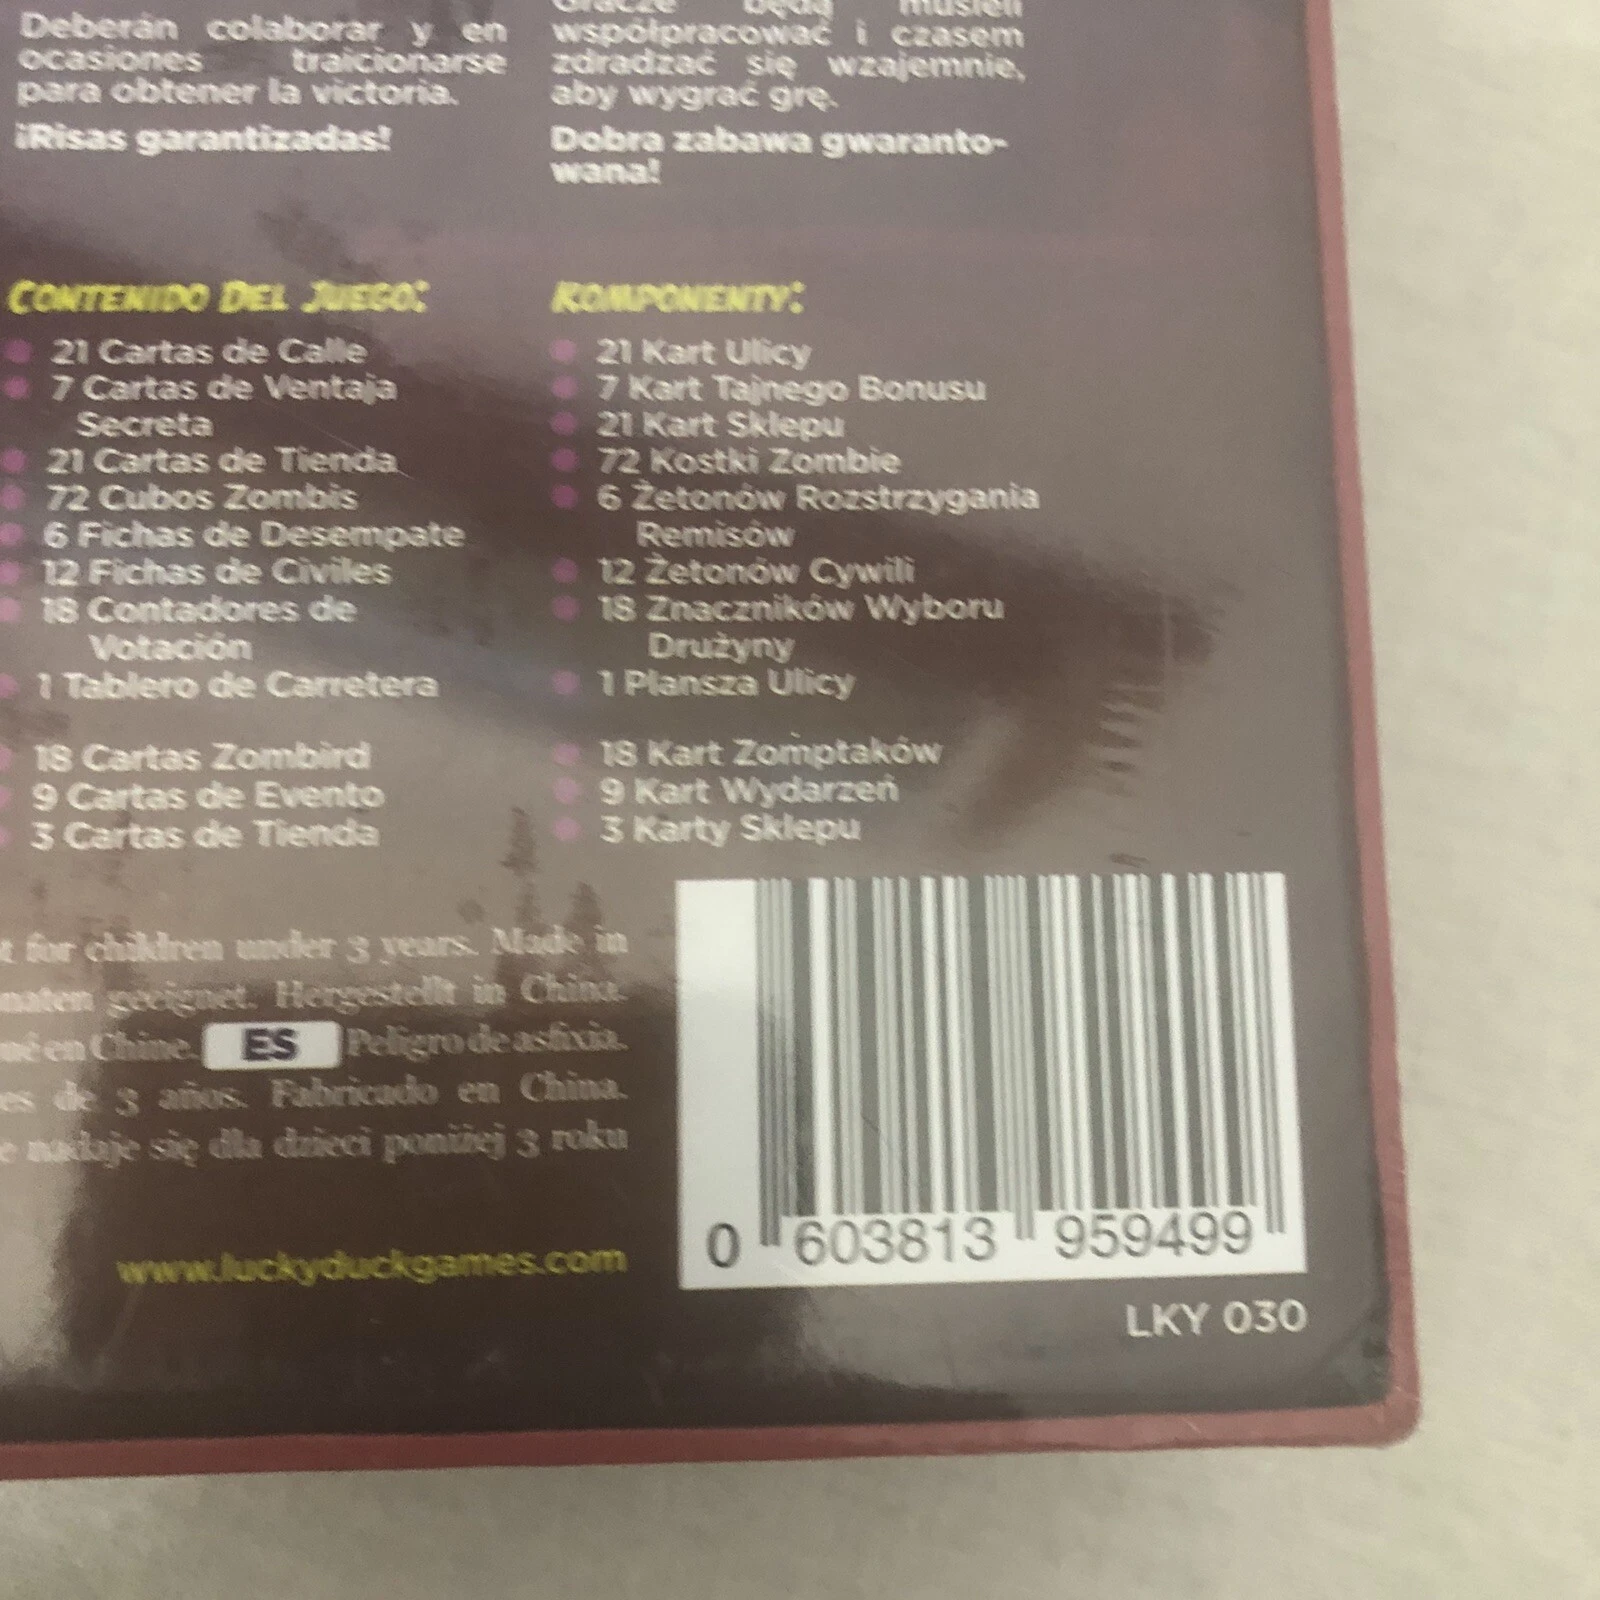 Deberán colaborar y en
ocasiones traicionarse
para obtener la victoria.
¡Risas garantizadas!
Contenido Del Juego:
21 Cartas de Calle
7 Cartas de Ventaja
Secreta
21 Cartas de Tienda
72 Cubos Zombis
6 Fichas de Desempate
12 Fichas de Civiles
18 Contadores de
Votación
1 Tablero de Carretera
18 Cartas Zombird
9 Cartas de Evento
3 Cartas de Tienda
Gracze będą musieli
współpracować i czasem
zdradzać się wzajemnie,
aby wygrać grę.
Dobra zabawa gwaranto-
wana!
Komponenty:
21 Kart Ulicy
7 Kart Tajnego Bonusu
21 Kart Sklepu
72 Kostki Zombie
6 Żetonów Rozstrzygania
Remisów
12 Żetonów Cywili
18 Znaczników Wyboru
Drużyny
1 Plansza Ulicy
18 Kart Zomptaków
9 Kart Wydarzeń
3 Karty Sklepu
for children under 3 years. Made in
geeignet. Hergestellt in China.
en Chine. ES Peligro de asfixia.
de 3 años. Fabricado en China.
nadaje się dla dzieci poniżej 3 roku
www.luckyduckgames.com
0 603813 959499
LKY 030